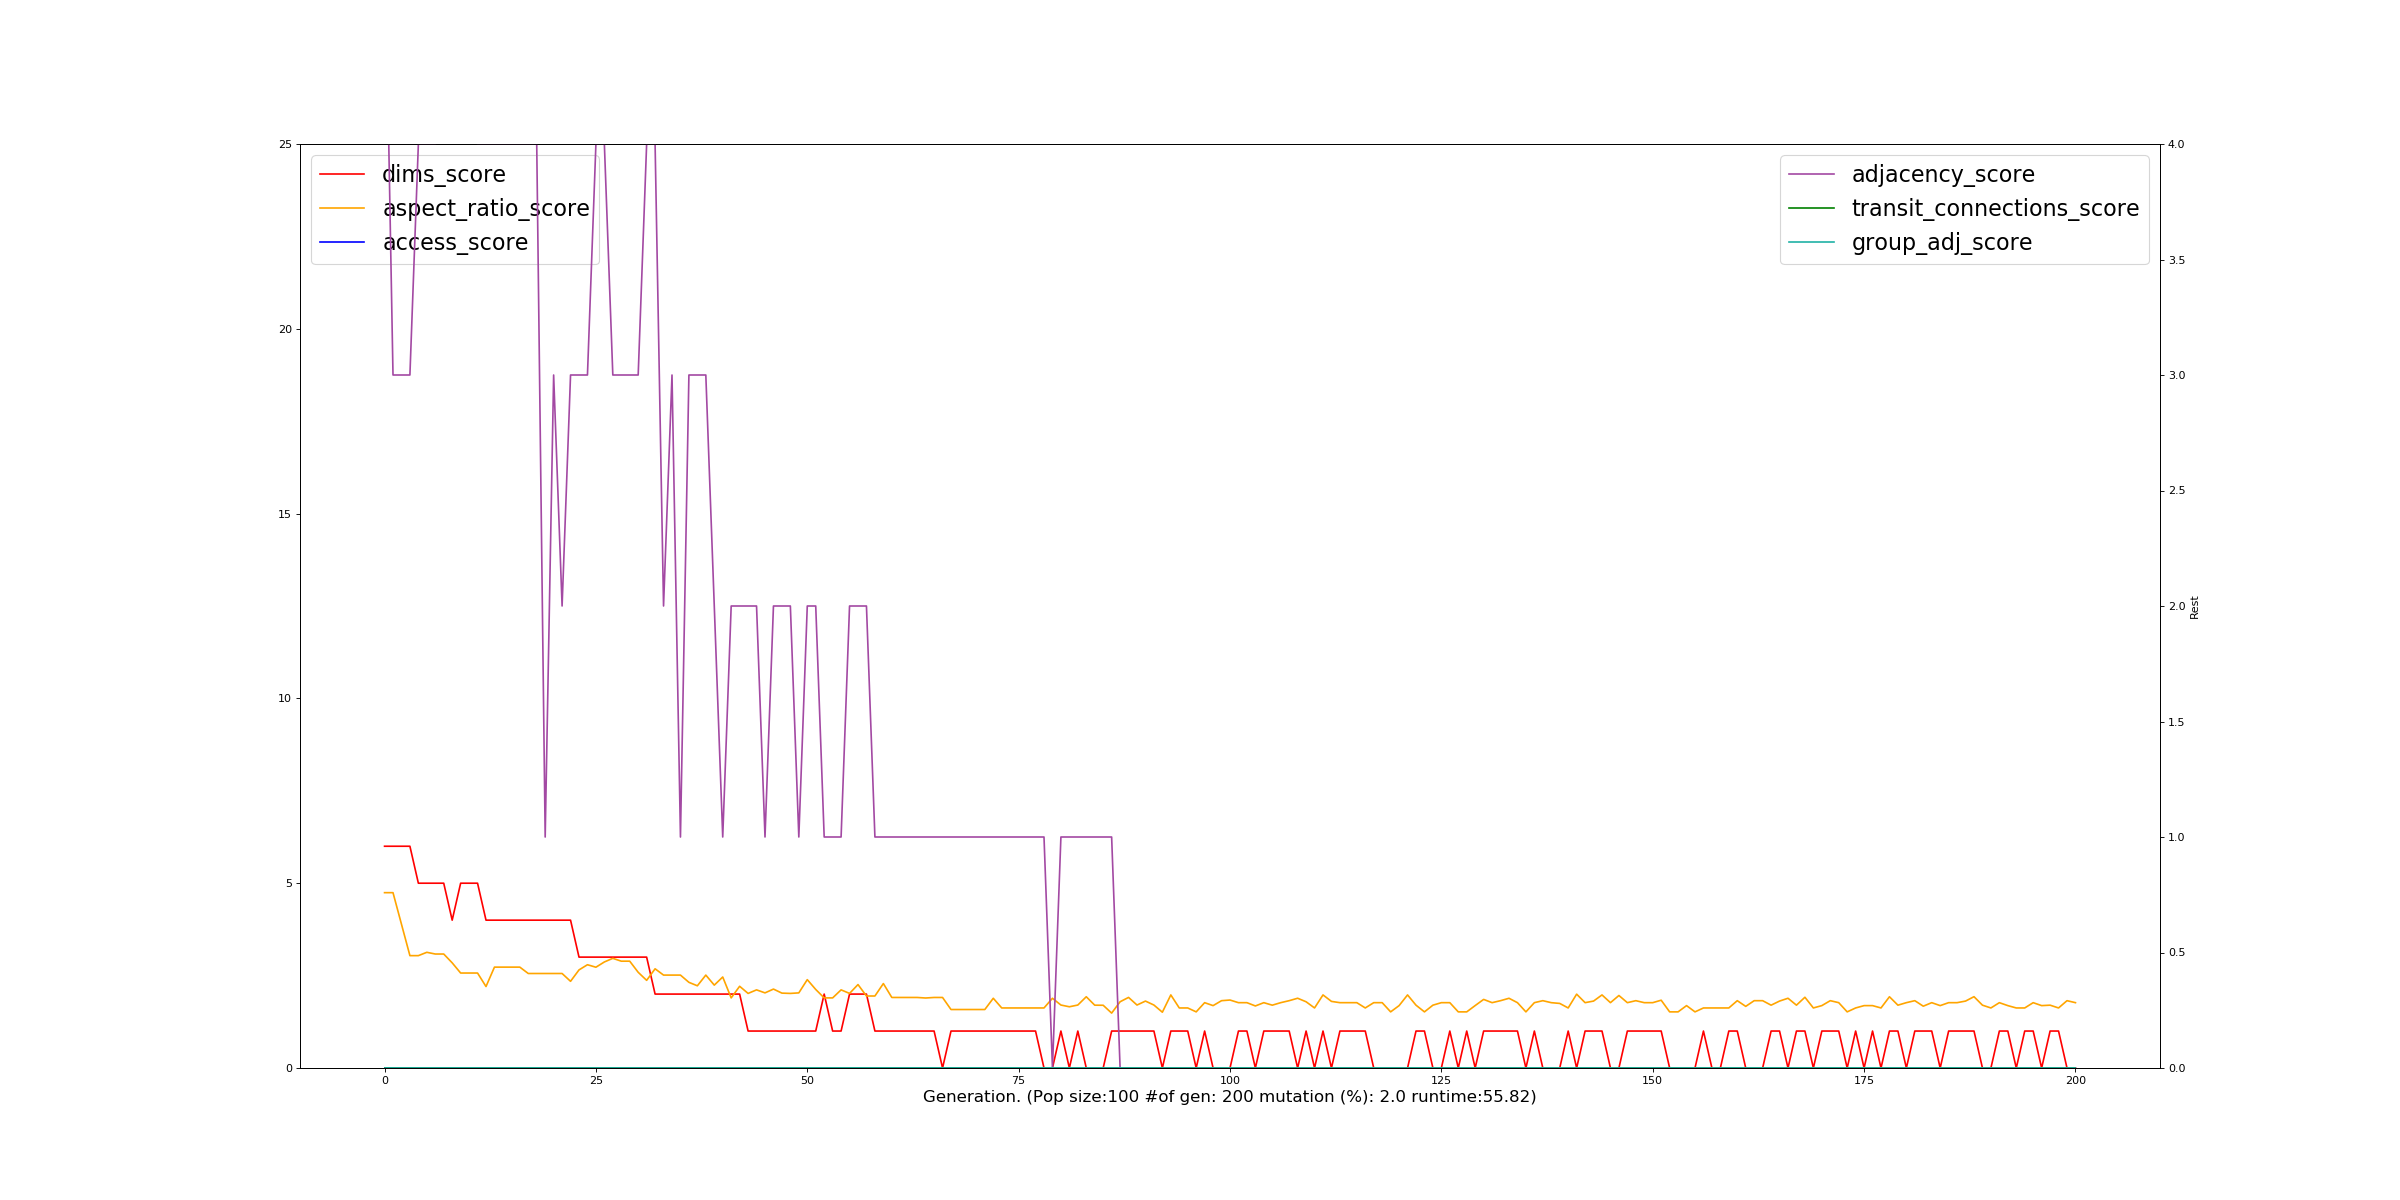 25
20
15
10
5
0
dims_score
aspect_ratio_score
access_score
adjacency_score
transit_connections_score
group_adj_score
4.0
3.5
3.0
2.5
2.0
1.5
1.0
0.5
0.0
Rest
0 25 50 75 100 125 150 175 200
Generation. (Pop size:100 #of gen: 200 mutation (%): 2.0 runtime:55.82)